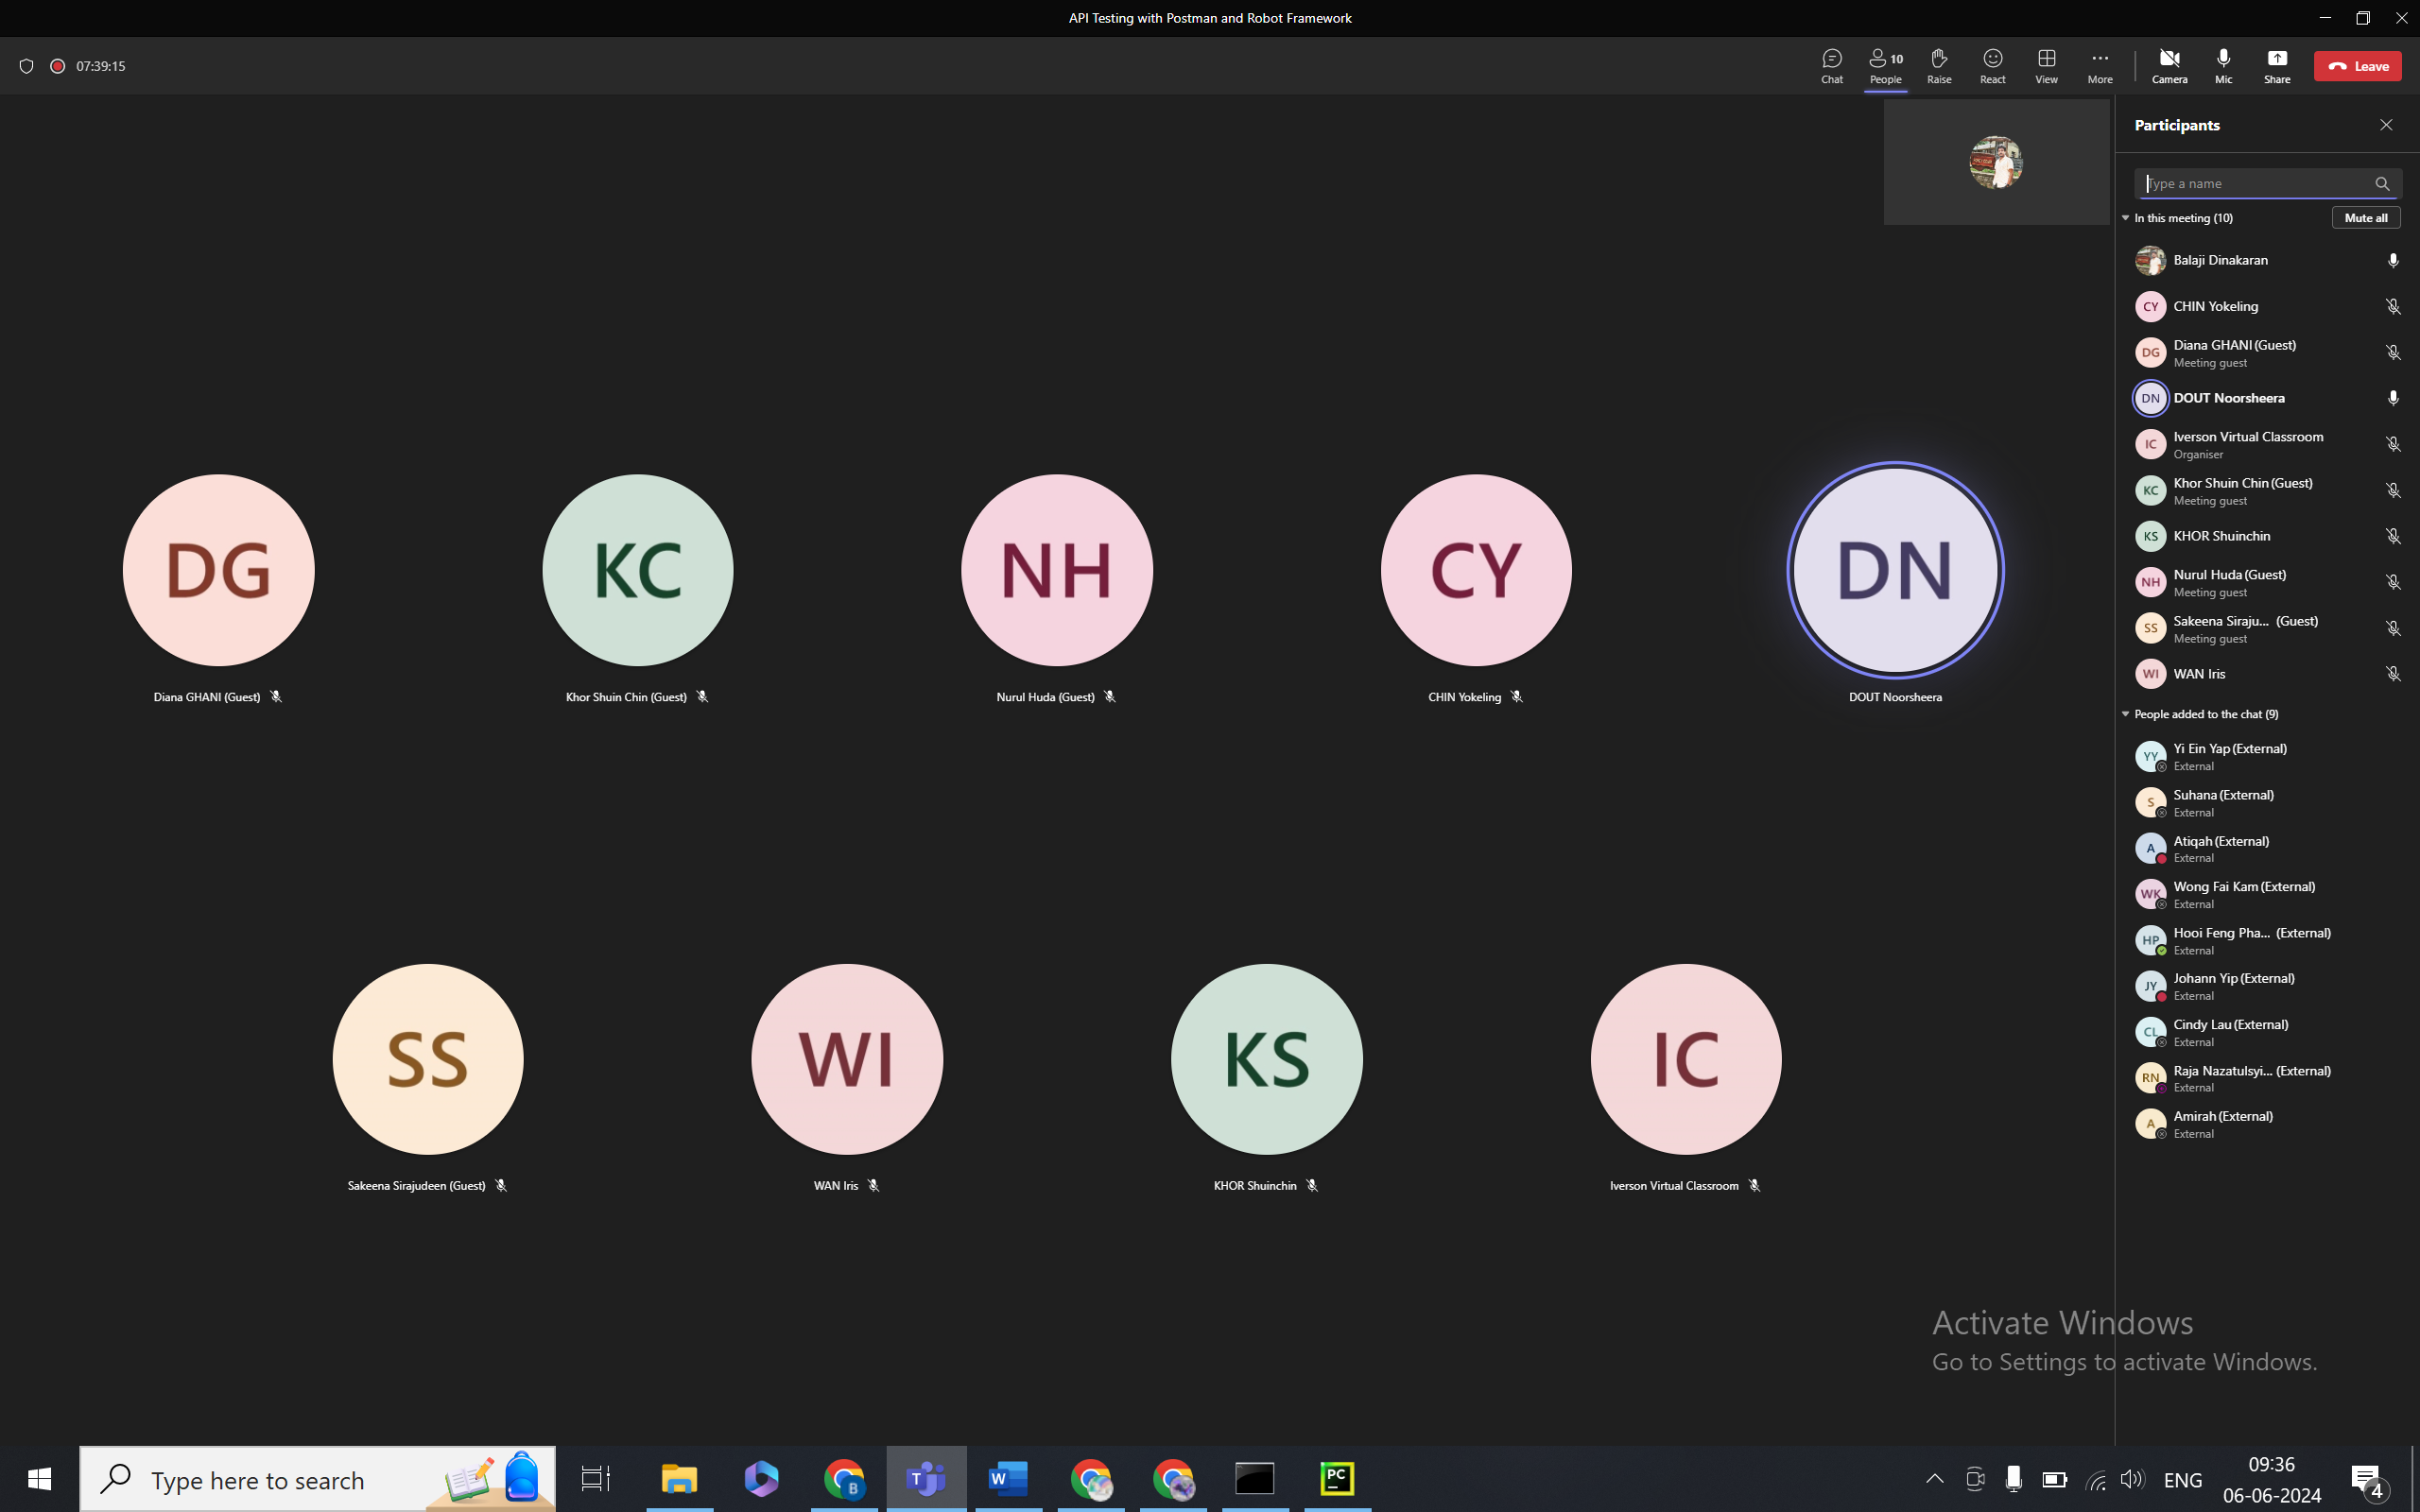 API Testing with Postman and Robot Framework
07:39:15
Chat
People
10
Raise
React
View
More
Camera
Mic
Share
Leave
DG
Diana GHANI (Guest)
KC
Khor Shuin Chin (Guest)
NH
Nurul Huda (Guest)
CY
CHIN Yokeling
DN
DOUT Noorsheera
SS
Sakeena Sirajudeen (Guest)
WI
WAN Iris
KS
KHOR Shuinchin
IC
Iverson Virtual Classroom
Participants
Type a name
In this meeting (10)
Mute all
Balaji Dinakaran
CY
CHIN Yokeling
DG
Diana GHANI (Guest)
Meeting guest
DN
DOUT Noorsheera
IC
Iverson Virtual Classroom
Organiser
KC
Khor Shuin Chin (Guest)
Meeting guest
KS
KHOR Shuinchin
NH
Nurul Huda (Guest)
Meeting guest
SS
Sakeena Siraju... (Guest)
Meeting guest
WI
WAN Iris
People added to the chat (9)
YY
Yi Ein Yap (External)
External
S
Suhana (External)
External
A
Atiqah (External)
External
WK
Wong Fai Kam (External)
External
HP
Hooi Feng Pha... (External)
External
JY
Johann Yip (External)
External
CL
Cindy Lau (External)
External
RN
Raja Nazatulsyi... (External)
External
A
Amirah (External)
External
Activate Windows
Go to Settings to activate Windows.
Type here to search
B
T
W
PC
ENG
09:36
06-06-2024
4